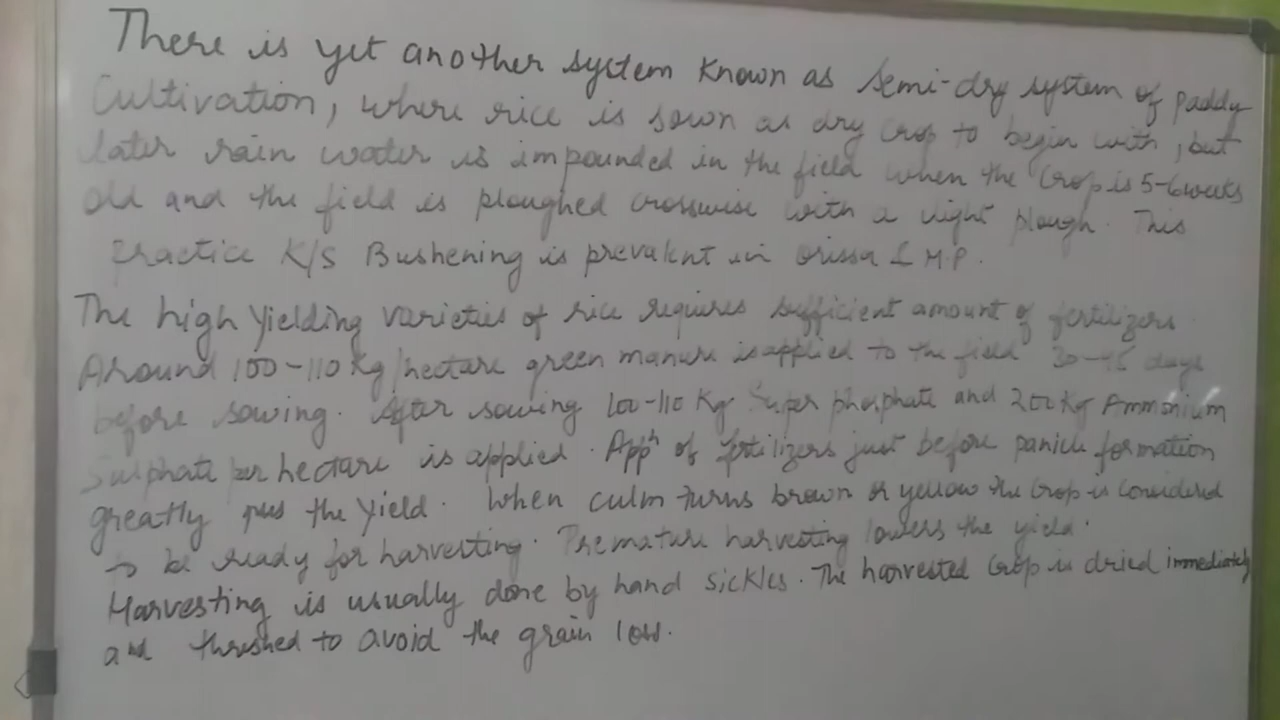 There is yet another system known as semi-dry system of paddy
Cultivation, where rice is sown as dry crop to begin with, but
later rain water is impounded in the field when the crop is 5-6 weeks
old and the field is ploughed crosswise with a light plough. This
practice K/S Bushening is prevalent in orissa & M.P.
The high yielding varieties of rice requires sufficient amount of fertilizers
Around 100-110 Kg/hectare green manure is applied to the field 30-45 days
before sowing. After sowing 100-110 Kg Super phosphate and 200 Kg Ammonium
Sulphate per hectare is applied. Appⁿ of fertilizers just before panicle formation
greatly the yield. When culm turns brown or yellow the crop is considered
to be ready for harvesting. Premature harvesting lowers the yield.
Harvesting is usually done by hand sickles. The harvested crop is dried immediately
and thrushed to avoid the grain loss.